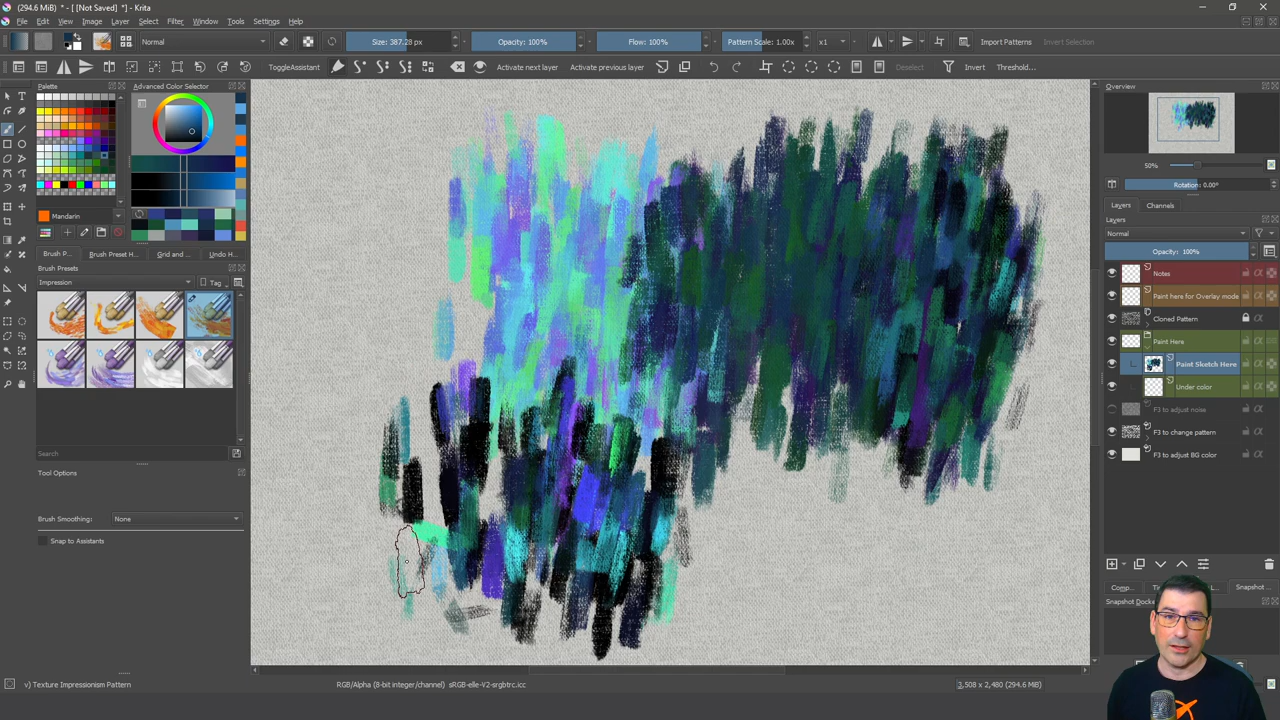 (294.6 MiB) * - [ [Not Saved] *] - Krita
File Edit View Image Layer Select Filter Window Tools Settings Help
Normal
Size: 387.28 px
Opacity: 100%
Flow: 100%
Pattern Scale: 1.00x
x1
Import Patterns
Invert Selection
ToggleAssistant
Activate next layer
Activate previous layer
Deselect
Invert
Threshold...
Palette
Advanced Color Selector
Mandarin
Brush P...
Brush Preset H...
Grid and ...
Undo H...
Brush Presets
Impression
Tag
Search
Tool Options
Brush Smoothing:
None
Snap to Assistants
v) Texture Impressionism Pattern
RGB/Alpha (8-bit integer/channel) sRGB-elle-V2-srgbtrc.icc
3,508 x 2,480 (294.6 MiB)
Overview
50%
Rotation: 0.00°
Layers
Channels
Layers
Normal
Opacity: 100%
Notes
Paint here for Overlay mode
Cloned Pattern
Paint Here
Paint Sketch Here
Under color
F3 to adjust noise
F3 to change pattern
F3 to adjust BG color
Comp...
Snapshot ...
Snapshot Docker